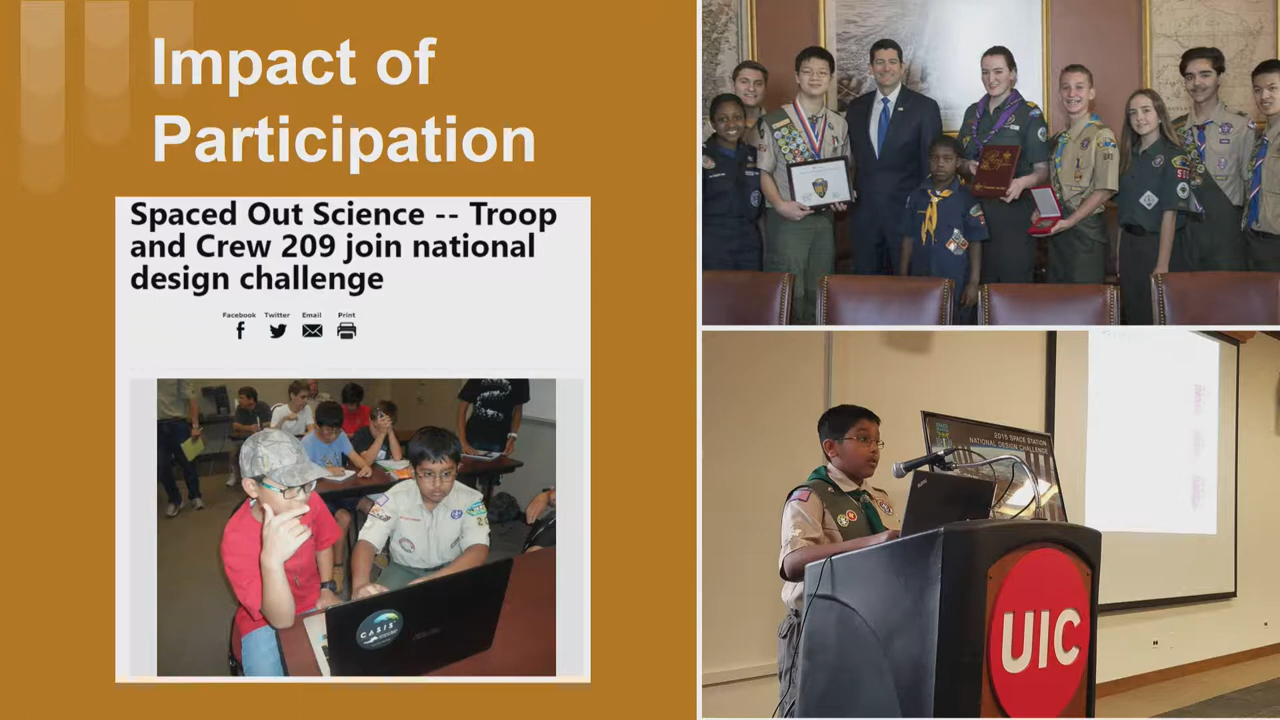 Impact of
Participation
Spaced Out Science -- Troop
and Crew 209 join national
design challenge
Facebook Twitter Email Print
CASIS
2015 SPACE STATION
NATIONAL DESIGN CHALLENGE
UIC